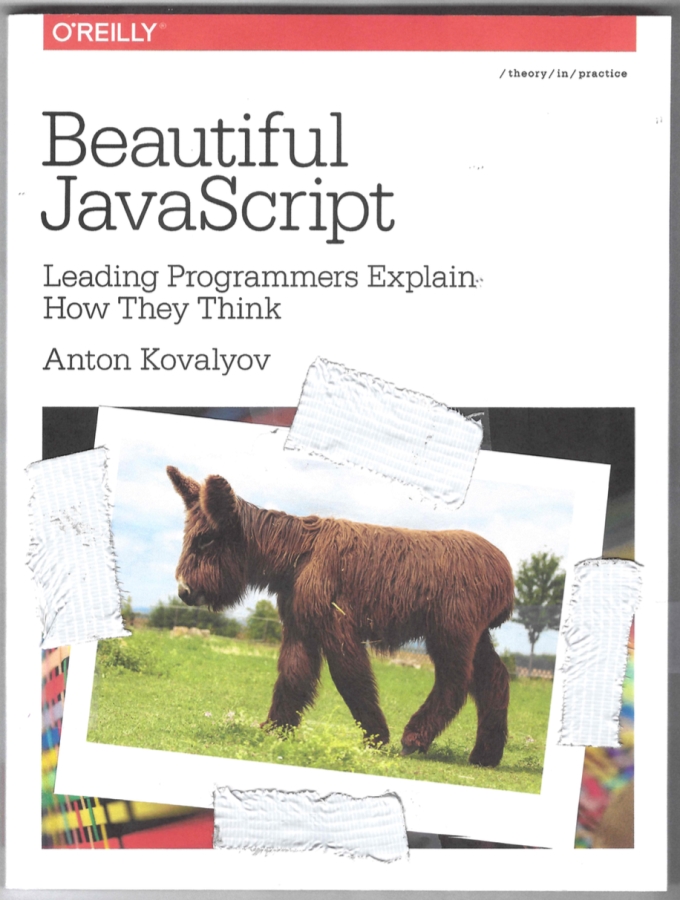 O'REILLY®
/theory/in/practice
Beautiful
JavaScript
Leading Programmers Explain
How They Think
Anton Kovalyov